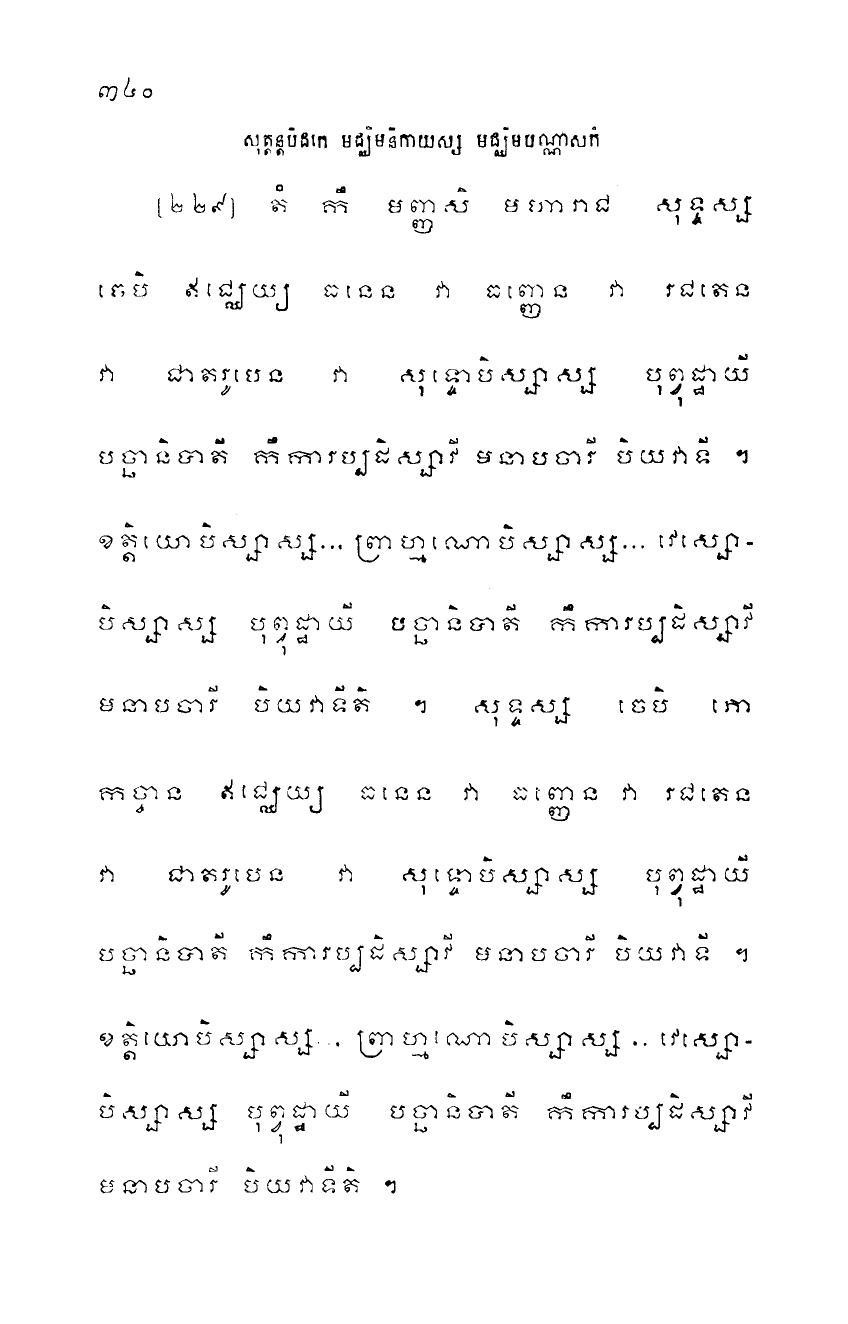 ៣៤០
សុត្តន្តបិដកេ មជ្ឈិមនិកាយស្ស មជ្ឈិមបណ្ណាសកំ
[២២៩] តំ កឹ មញ្ញសិ មហារាជ សុទ្ទស្ស
ចេបិ ឥជ្ឈេយ្យ ធនេន វា ធញ្ញេន វា រជតេន
វា ជាតរូបេន វា សុទ្ទោបិស្សាស្ស បុព្វុដ្ឋាយី
បច្ឆានិបាតី កឹការប្បដិស្សាវី មនាបចារី បិយវាទី ។
ខត្តិយោបិស្សាស្ស... ព្រាហ្មណោបិស្សាស្ស... វេស្សោ-
បិស្សាស្ស បុព្វុដ្ឋាយី បច្ឆានិបាតី កឹការប្បដិស្សាវី
មនាបចារី បិយវាទីតិ ។ សុទ្ទស្ស ចេបិ ភោ
កច្ចាន ឥជ្ឈេយ្យ ធនេន វា ធញ្ញេន វា រជតេន
វា ជាតរូបេន វា សុទ្ទោបិស្សាស្ស បុព្វុដ្ឋាយី
បច្ឆានិបាតី កឹការប្បដិស្សាវី មនាបចារី បិយវាទី ។
ខត្តិយោបិស្សាស្ស... ព្រាហ្មណោបិស្សាស្ស .. វេស្សោ-
បិស្សាស្ស បុព្វុដ្ឋាយី បច្ឆានិបាតី កឹការប្បដិស្សាវី
មនាបចារី បិយវាទីតិ ។